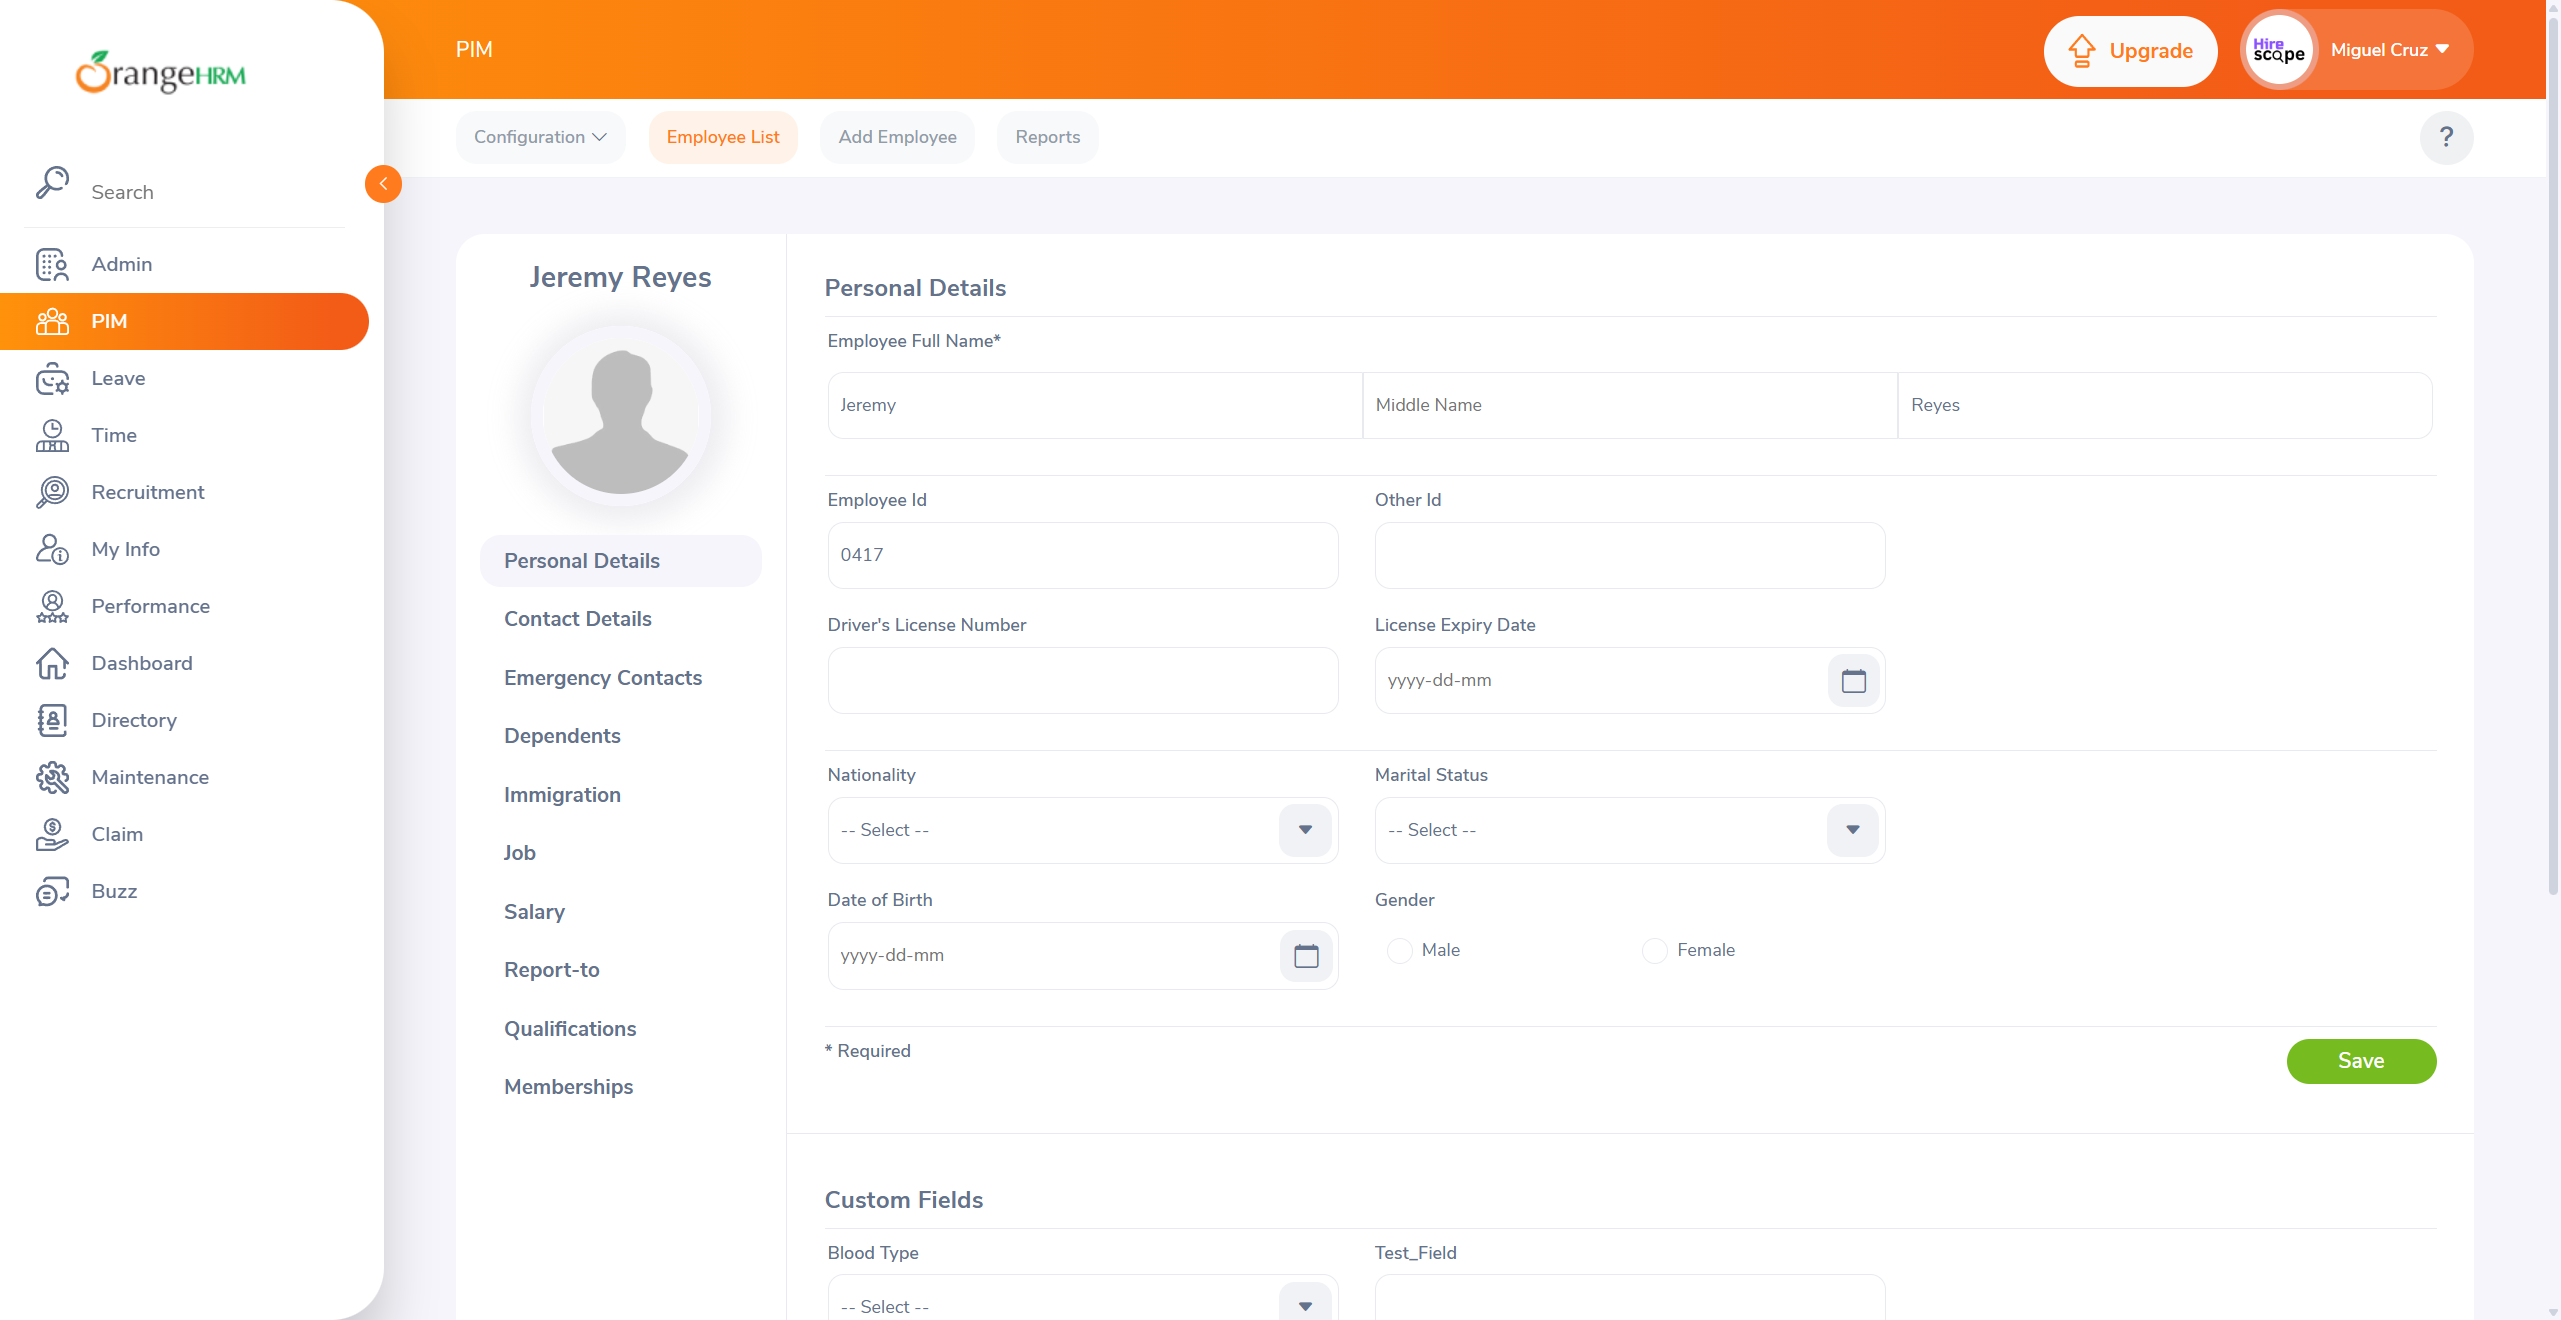 OrangeHRM
Search
Admin
PIM
Leave
Time
Recruitment
My Info
Performance
Dashboard
Directory
Maintenance
Claim
Buzz
PIM
Upgrade
Hire
scope
Miguel Cruz
Configuration
Employee List
Add Employee
Reports
?
Jeremy Reyes
Personal Details
Contact Details
Emergency Contacts
Dependents
Immigration
Job
Salary
Report-to
Qualifications
Memberships
Personal Details
Employee Full Name*
Jeremy
Middle Name
Reyes
Employee Id
Other Id
0417
Driver's License Number
License Expiry Date
yyyy-dd-mm
Nationality
Marital Status
-- Select --
-- Select --
Date of Birth
Gender
yyyy-dd-mm
Male
Female
* Required
Save
Custom Fields
Blood Type
Test_Field
-- Select --